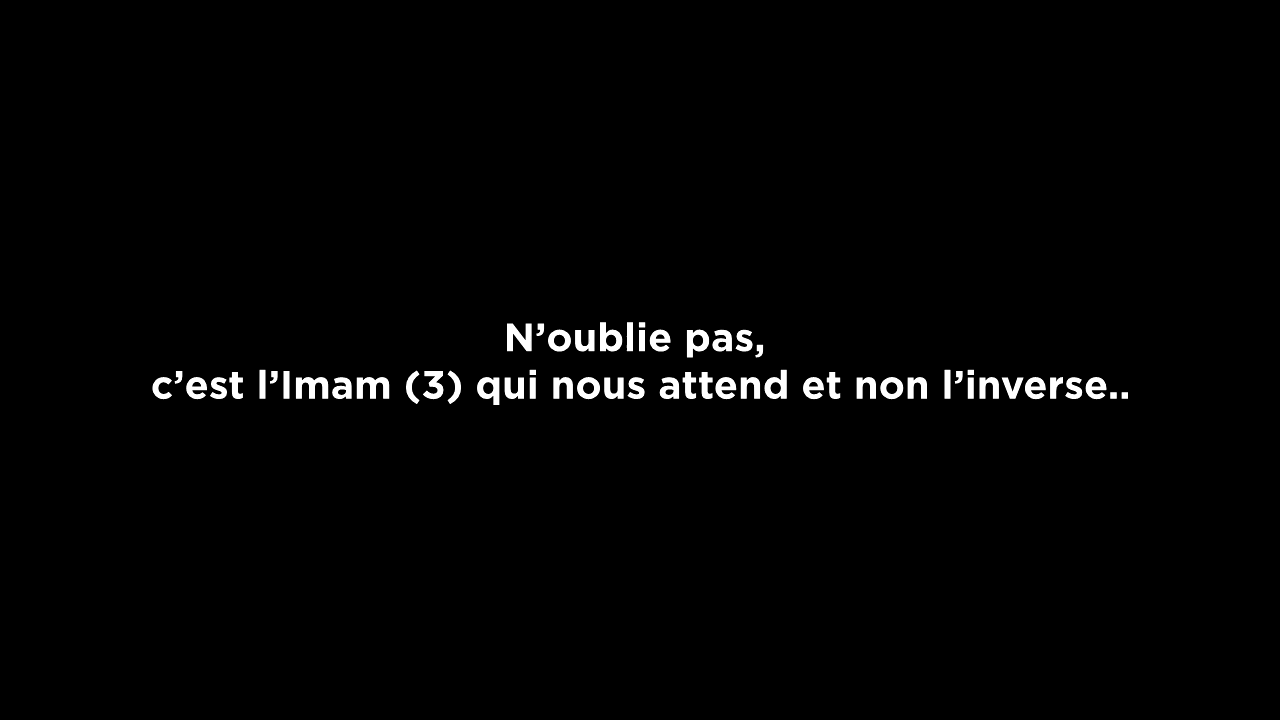 N’oublie pas,
c’est l’Imam (3) qui nous attend et non l’inverse..